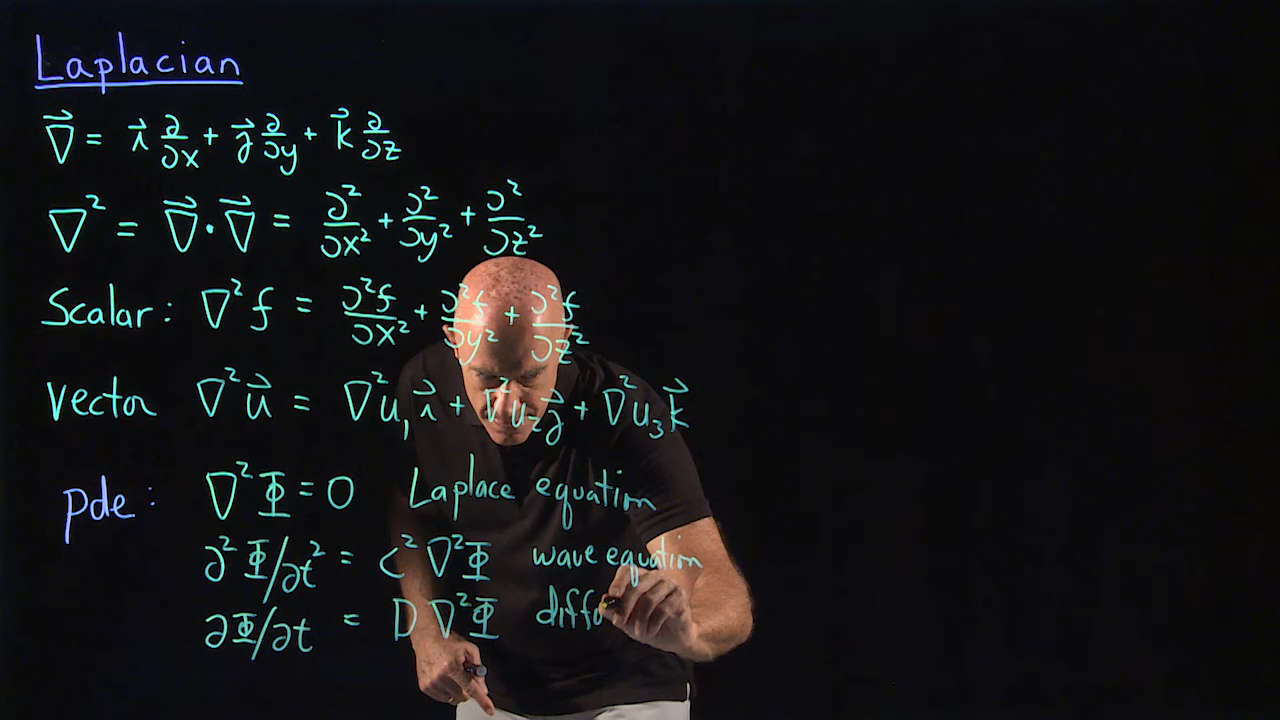 Laplacian
∇⃗ = i⃗ ∂/∂x + j⃗ ∂/∂y + k⃗ ∂/∂z
∇² = ∇⃗·∇⃗ = ∂²/∂x² + ∂²/∂y² + ∂²/∂z²
Scalar: ∇²f = ∂²f/∂x² + ∂²f/∂y² + ∂²f/∂z²
Vector ∇²u⃗ = ∇²u₁i⃗ + ∇²u₂j⃗ + ∇²u₃k⃗
pde: ∇²Φ = 0 Laplace equation
∂²Φ/∂t² = c²∇²Φ wave equation
∂Φ/∂t = D∇²Φ diffu